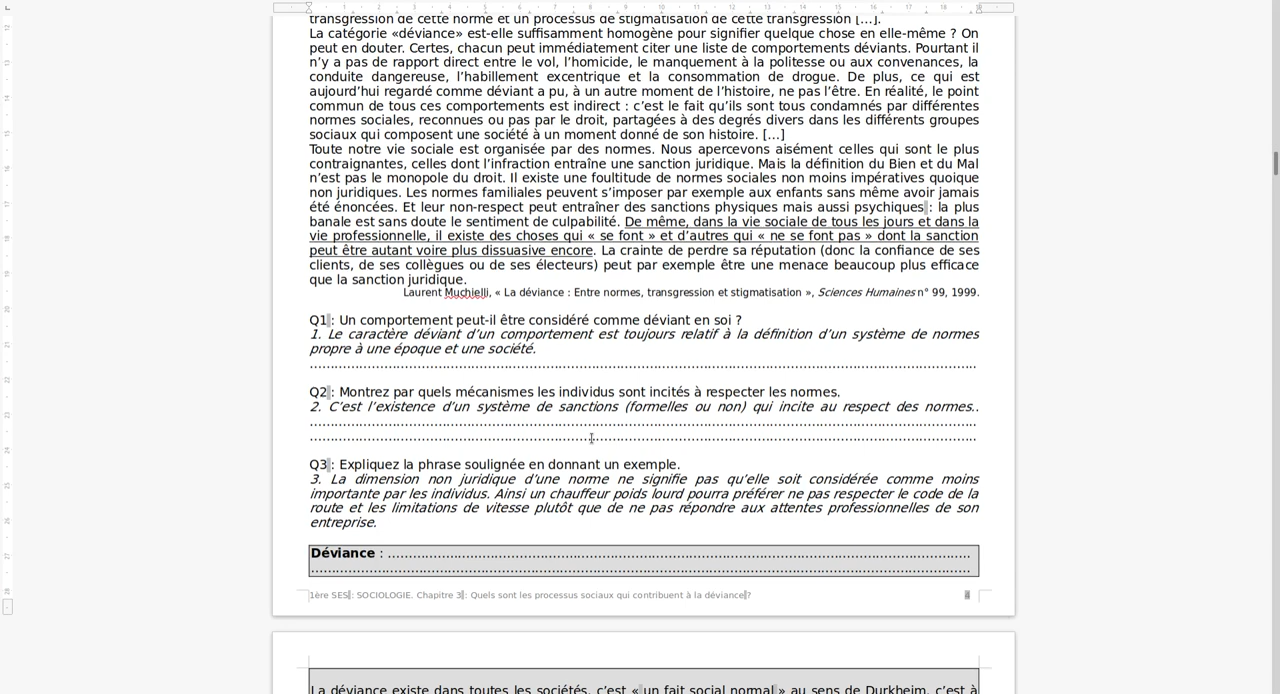 transgression de cette norme et un processus de stigmatisation de cette transgression […].
La catégorie «déviance» est-elle suffisamment homogène pour signifier quelque chose en elle-même ? On
peut en douter. Certes, chacun peut immédiatement citer une liste de comportements déviants. Pourtant il
n’y a pas de rapport direct entre le vol, l’homicide, le manquement à la politesse ou aux convenances, la
conduite dangereuse, l’habillement excentrique et la consommation de drogue. De plus, ce qui est
aujourd’hui regardé comme déviant a pu, à un autre moment de l’histoire, ne pas l’être. En réalité, le point
commun de tous ces comportements est indirect : c’est le fait qu’ils sont tous condamnés par différentes
normes sociales, reconnues ou pas par le droit, partagées à des degrés divers dans les différents groupes
sociaux qui composent une société à un moment donné de son histoire. […]
Toute notre vie sociale est organisée par des normes. Nous apercevons aisément celles qui sont le plus
contraignantes, celles dont l’infraction entraîne une sanction juridique. Mais la définition du Bien et du Mal
n’est pas le monopole du droit. Il existe une foultitude de normes sociales non moins impératives quoique
non juridiques. Les normes familiales peuvent s’imposer par exemple aux enfants sans même avoir jamais
été énoncées. Et leur non-respect peut entraîner des sanctions physiques mais aussi psychiques : la plus
banale est sans doute le sentiment de culpabilité. De même, dans la vie sociale de tous les jours et dans la
vie professionnelle, il existe des choses qui « se font » et d’autres qui « ne se font pas » dont la sanction
peut être autant voire plus dissuasive encore. La crainte de perdre sa réputation (donc la confiance de ses
clients, de ses collègues ou de ses électeurs) peut par exemple être une menace beaucoup plus efficace
que la sanction juridique.
Laurent Muchielli, « La déviance : Entre normes, transgression et stigmatisation », Sciences Humaines n° 99, 1999.
Q1 : Un comportement peut-il être considéré comme déviant en soi ?
1. Le caractère déviant d’un comportement est toujours relatif à la définition d’un système de normes
propre à une époque et une société.
Q2 : Montrez par quels mécanismes les individus sont incités à respecter les normes.
2. C’est l’existence d’un système de sanctions (formelles ou non) qui incite au respect des normes..
Q3 : Expliquez la phrase soulignée en donnant un exemple.
3. La dimension non juridique d’une norme ne signifie pas qu’elle soit considérée comme moins
importante par les individus. Ainsi un chauffeur poids lourd pourra préférer ne pas respecter le code de la
route et les limitations de vitesse plutôt que de ne pas répondre aux attentes professionnelles de son
entreprise.
Déviance :
1ère SES : SOCIOLOGIE. Chapitre 3 : Quels sont les processus sociaux qui contribuent à la déviance ? 4
La déviance existe dans toutes les sociétés, c’est « un fait social normal » au sens de Durkheim, c’est à